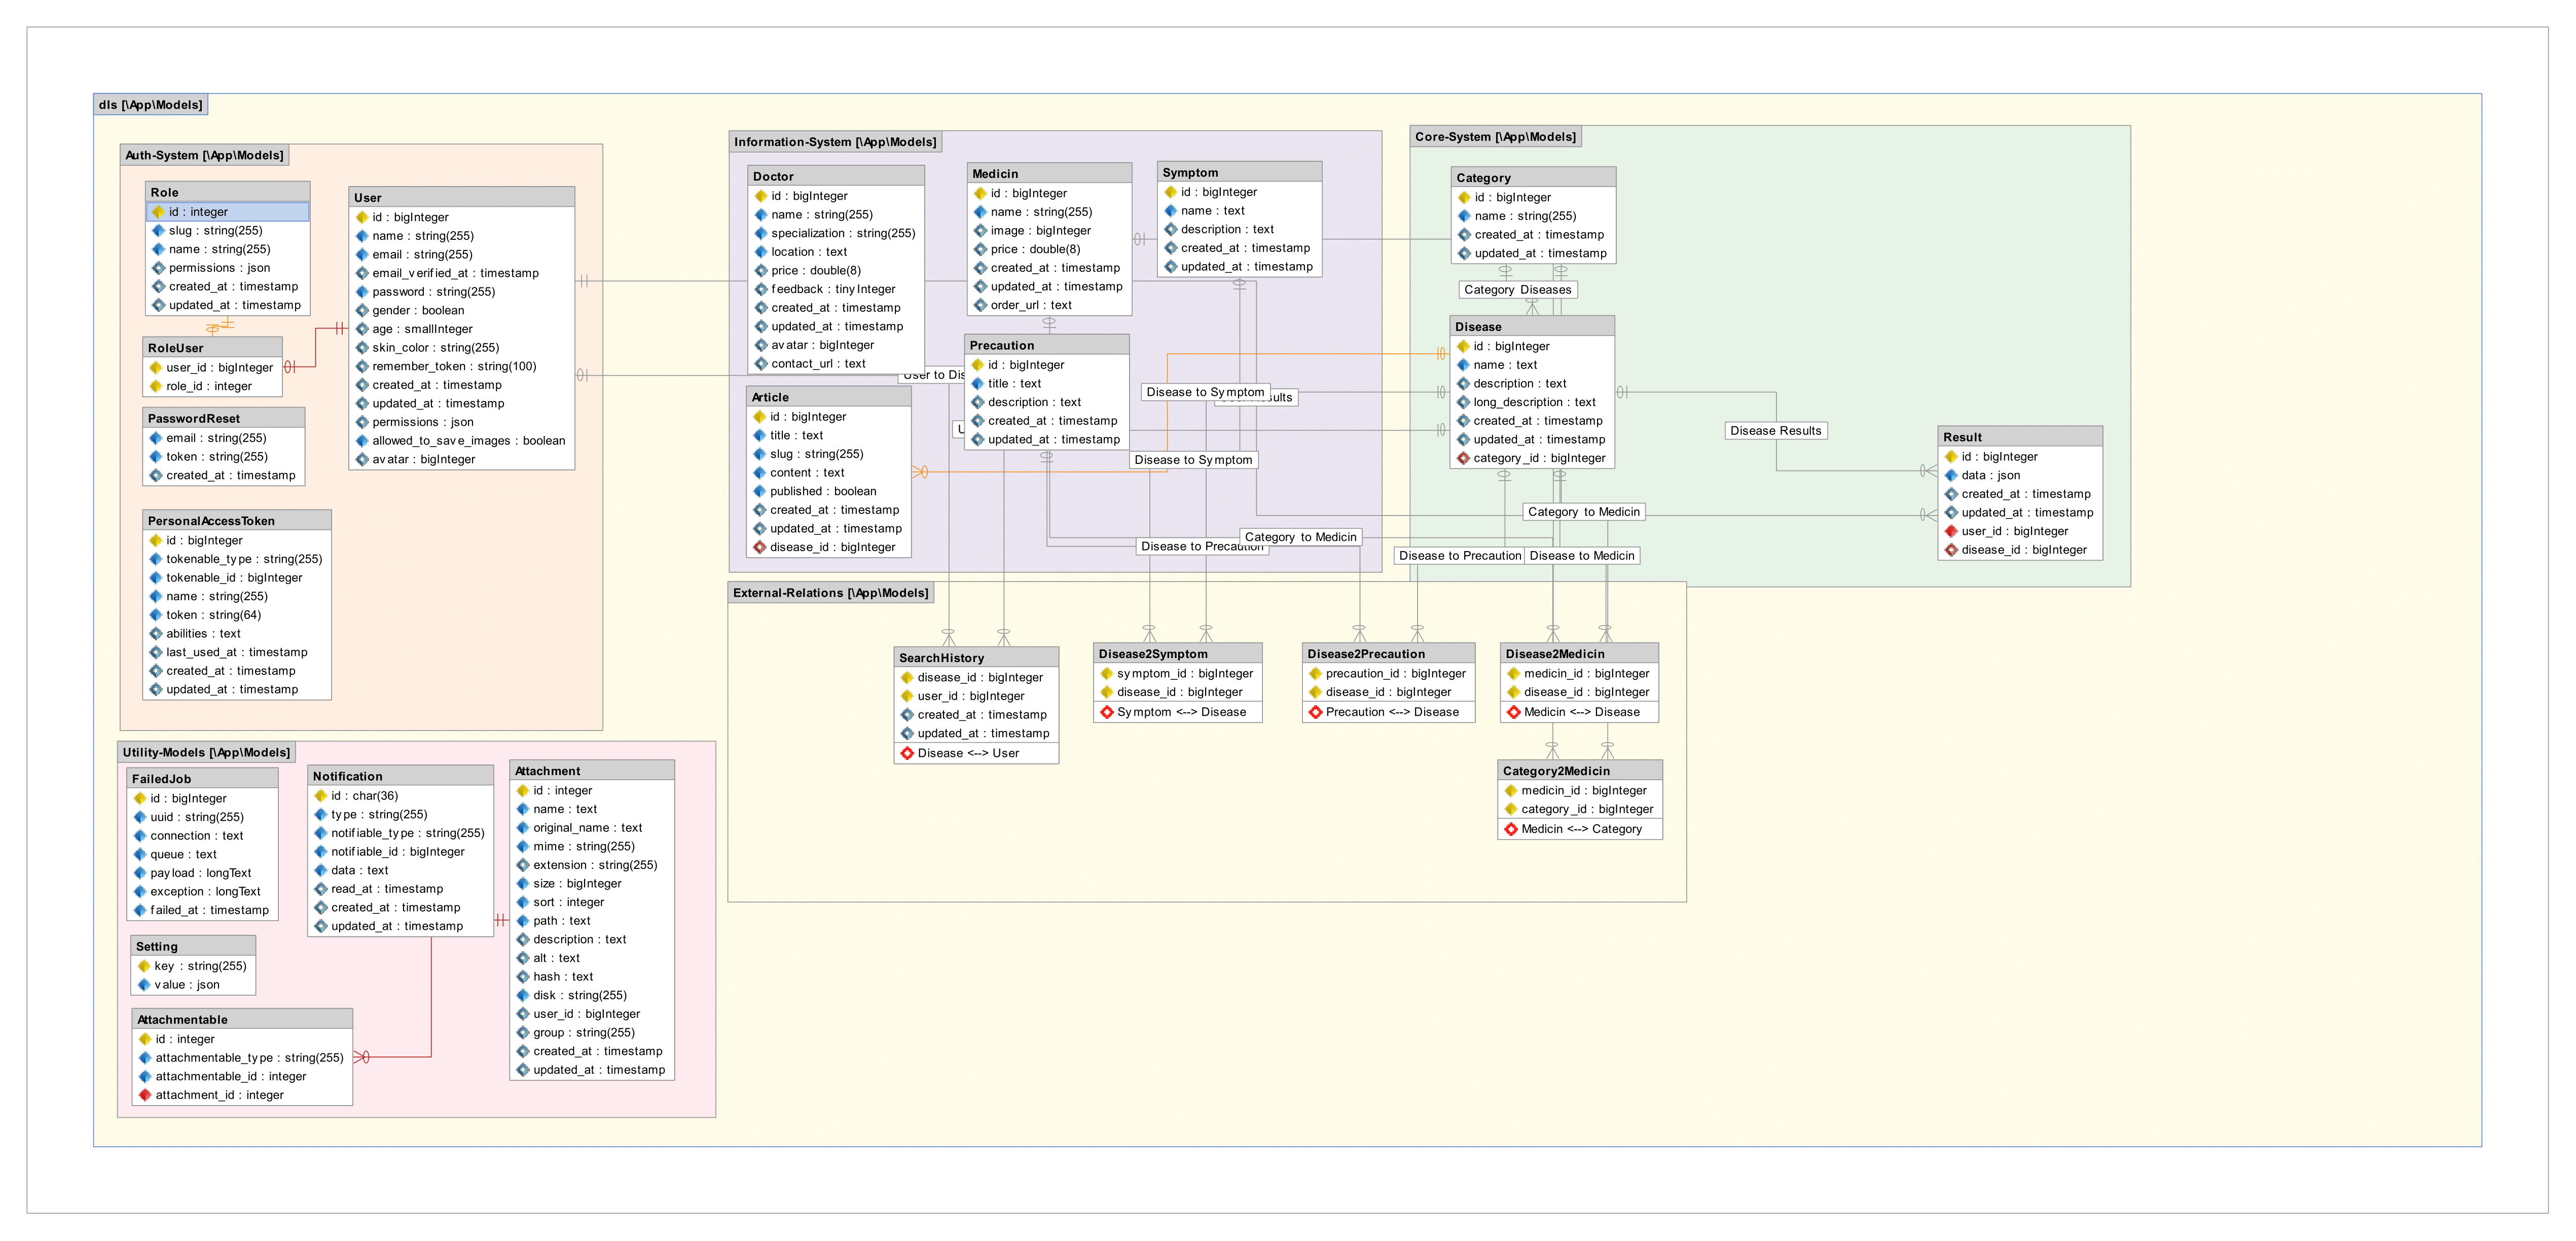 dls [\App\Models]
Auth-System [\App\Models]
Role
id : integer
slug : string(255)
name : string(255)
permissions : json
created_at : timestamp
updated_at : timestamp
RoleUser
user_id : bigInteger
role_id : integer
PasswordReset
email : string(255)
token : string(255)
created_at : timestamp
PersonalAccessToken
id : bigInteger
tokenable_type : string(255)
tokenable_id : bigInteger
name : string(255)
token : string(64)
abilities : text
last_used_at : timestamp
created_at : timestamp
updated_at : timestamp
User
id : bigInteger
name : string(255)
email : string(255)
email_verified_at : timestamp
password : string(255)
gender : boolean
age : smallInteger
skin_color : string(255)
remember_token : string(100)
created_at : timestamp
updated_at : timestamp
permissions : json
allowed_to_save_images : boolean
avatar : bigInteger
Information-System [\App\Models]
Doctor
id : bigInteger
name : string(255)
specialization : string(255)
location : text
price : double(8)
feedback : tinyInteger
created_at : timestamp
updated_at : timestamp
avatar : bigInteger
contact_url : text
Article
id : bigInteger
title : text
slug : string(255)
content : text
published : boolean
created_at : timestamp
updated_at : timestamp
disease_id : bigInteger
Medicin
id : bigInteger
name : string(255)
image : bigInteger
price : double(8)
created_at : timestamp
updated_at : timestamp
order_url : text
Precaution
id : bigInteger
title : text
description : text
created_at : timestamp
updated_at : timestamp
Symptom
id : bigInteger
name : text
description : text
created_at : timestamp
updated_at : timestamp
User to
Disease to Symptom
Disease to Symptom
Disease to Precaution
Category to Medicin
Core-System [\App\Models]
Category
id : bigInteger
name : string(255)
created_at : timestamp
updated_at : timestamp
Category Diseases
Disease
id : bigInteger
name : text
description : text
long_description : text
created_at : timestamp
updated_at : timestamp
category_id : bigInteger
Disease Results
Result
id : bigInteger
data : json
created_at : timestamp
updated_at : timestamp
user_id : bigInteger
disease_id : bigInteger
Category to Medicin
Disease to Precaution
Disease to Medicin
External-Relations [\App\Models]
SearchHistory
disease_id : bigInteger
user_id : bigInteger
created_at : timestamp
updated_at : timestamp
Disease <--> User
Disease2Symptom
symptom_id : bigInteger
disease_id : bigInteger
Symptom <--> Disease
Disease2Precaution
precaution_id : bigInteger
disease_id : bigInteger
Precaution <--> Disease
Disease2Medicin
medicin_id : bigInteger
disease_id : bigInteger
Medicin <--> Disease
Category2Medicin
medicin_id : bigInteger
category_id : bigInteger
Medicin <--> Category
Utility-Models [\App\Models]
FailedJob
id : bigInteger
uuid : string(255)
connection : text
queue : text
payload : longText
exception : longText
failed_at : timestamp
Setting
key : string(255)
value : json
Attachmentable
id : integer
attachmentable_type : string(255)
attachmentable_id : integer
attachment_id : integer
Notification
id : char(36)
type : string(255)
notifiable_type : string(255)
notifiable_id : bigInteger
data : text
read_at : timestamp
created_at : timestamp
updated_at : timestamp
Attachment
id : integer
name : text
original_name : text
mime : string(255)
extension : string(255)
size : bigInteger
sort : integer
path : text
description : text
alt : text
hash : text
disk : string(255)
user_id : bigInteger
group : string(255)
created_at : timestamp
updated_at : timestamp